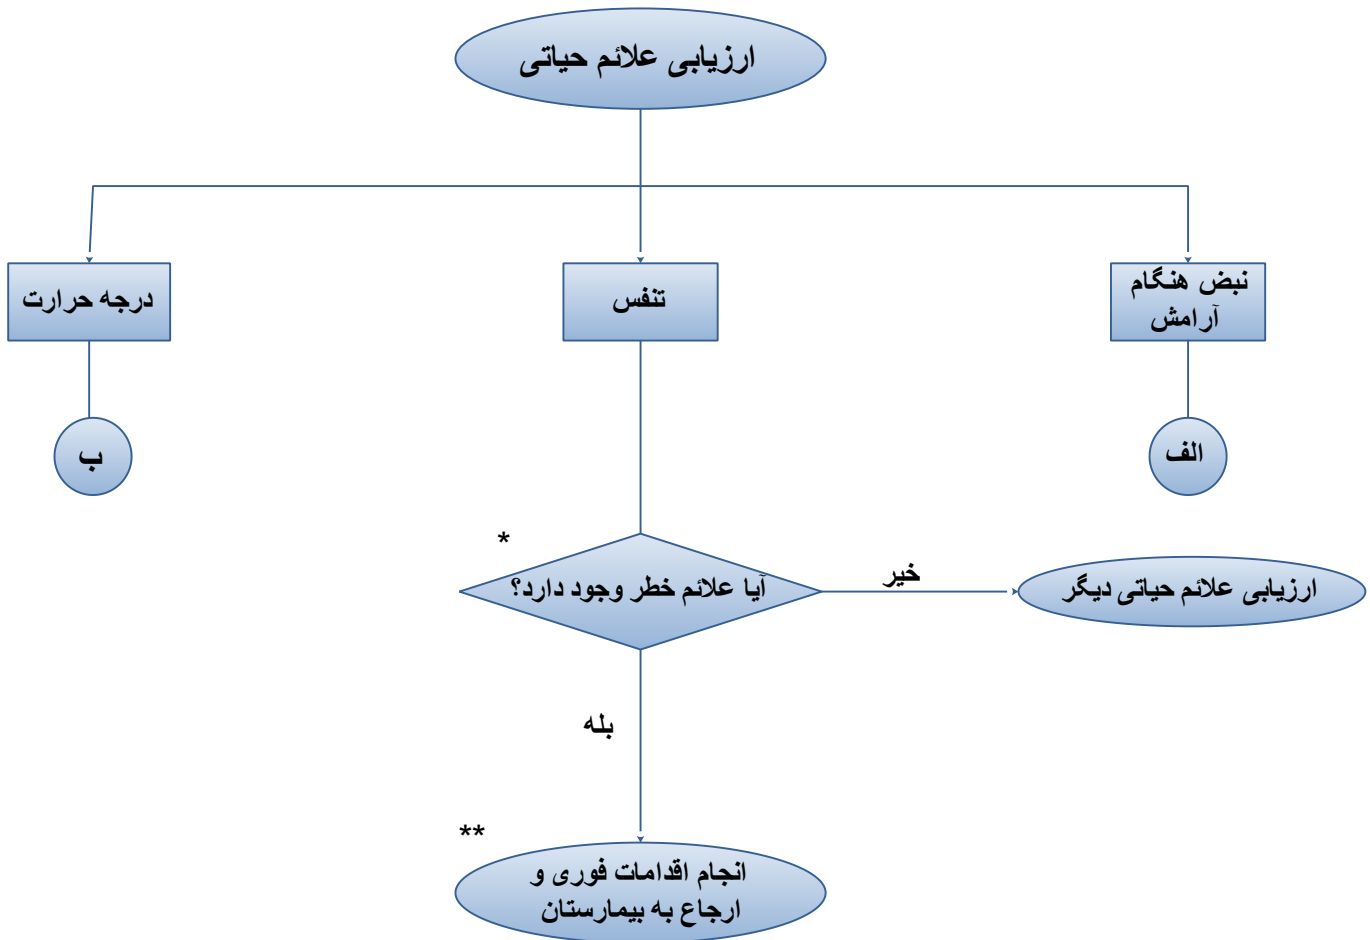 ارزیابی علائم حیاتی
نبض هنگام
آرامش
تنفس
درجه حرارت
الف
ب
*
آیا علائم خطر وجود دارد؟
خیر
ارزیابی علائم حیاتی دیگر
بله
**
انجام اقدامات فوری و
ارجاع به بیمارستان